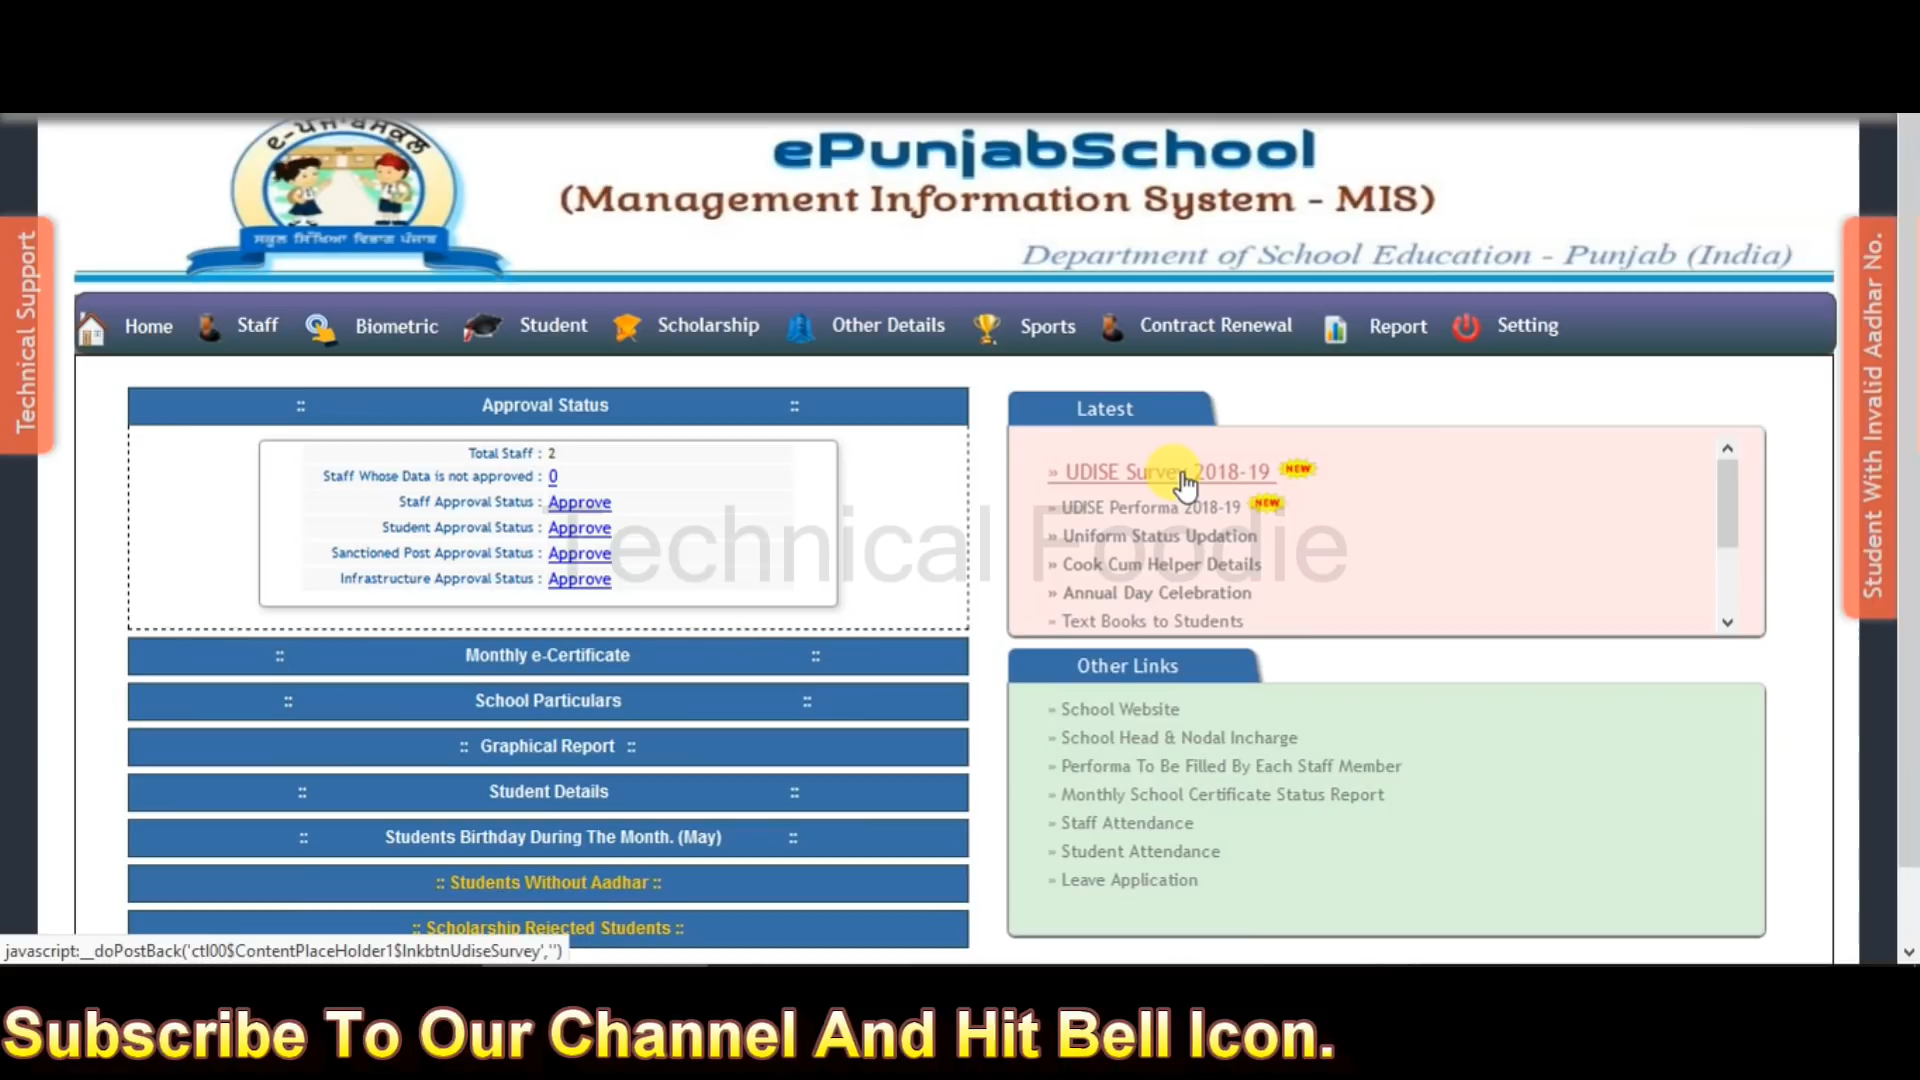 ਈ-ਪੰਜਾਬ ਸਕੂਲ
ਸਕੂਲ ਸਿੱਖਿਆ ਵਿਭਾਗ ਪੰਜਾਬ
ePunjabSchool
(Management Information System - MIS)
Department of School Education - Punjab (India)
Technical Support
Student With Invalid Aadhar No.
Home Staff Biometric Student Scholarship Other Details Sports Contract Renewal Report Setting
:: Approval Status ::
Total Staff : 2
Staff Whose Data is not approved : 0
Staff Approval Status : Approve
Student Approval Status : Approve
Sanctioned Post Approval Status : Approve
Infrastructure Approval Status : Approve
:: Monthly e-Certificate ::
:: School Particulars ::
:: Graphical Report ::
:: Student Details ::
:: Students Birthday During The Month. (May) ::
:: Students Without Aadhar ::
:: Scholarship Rejected Students ::
Latest
» UDISE Survey 2018-19 NEW
» UDISE Performa 2018-19 NEW
» Uniform Status Updation
» Cook Cum Helper Details
» Annual Day Celebration
» Text Books to Students
Other Links
» School Website
» School Head & Nodal Incharge
» Performa To Be Filled By Each Staff Member
» Monthly School Certificate Status Report
» Staff Attendance
» Student Attendance
» Leave Application
Technical Foodie
javascript:__doPostBack('ctl00$ContentPlaceHolder1$lnkbtnUdiseSurvey','')
Subscribe To Our Channel And Hit Bell Icon.